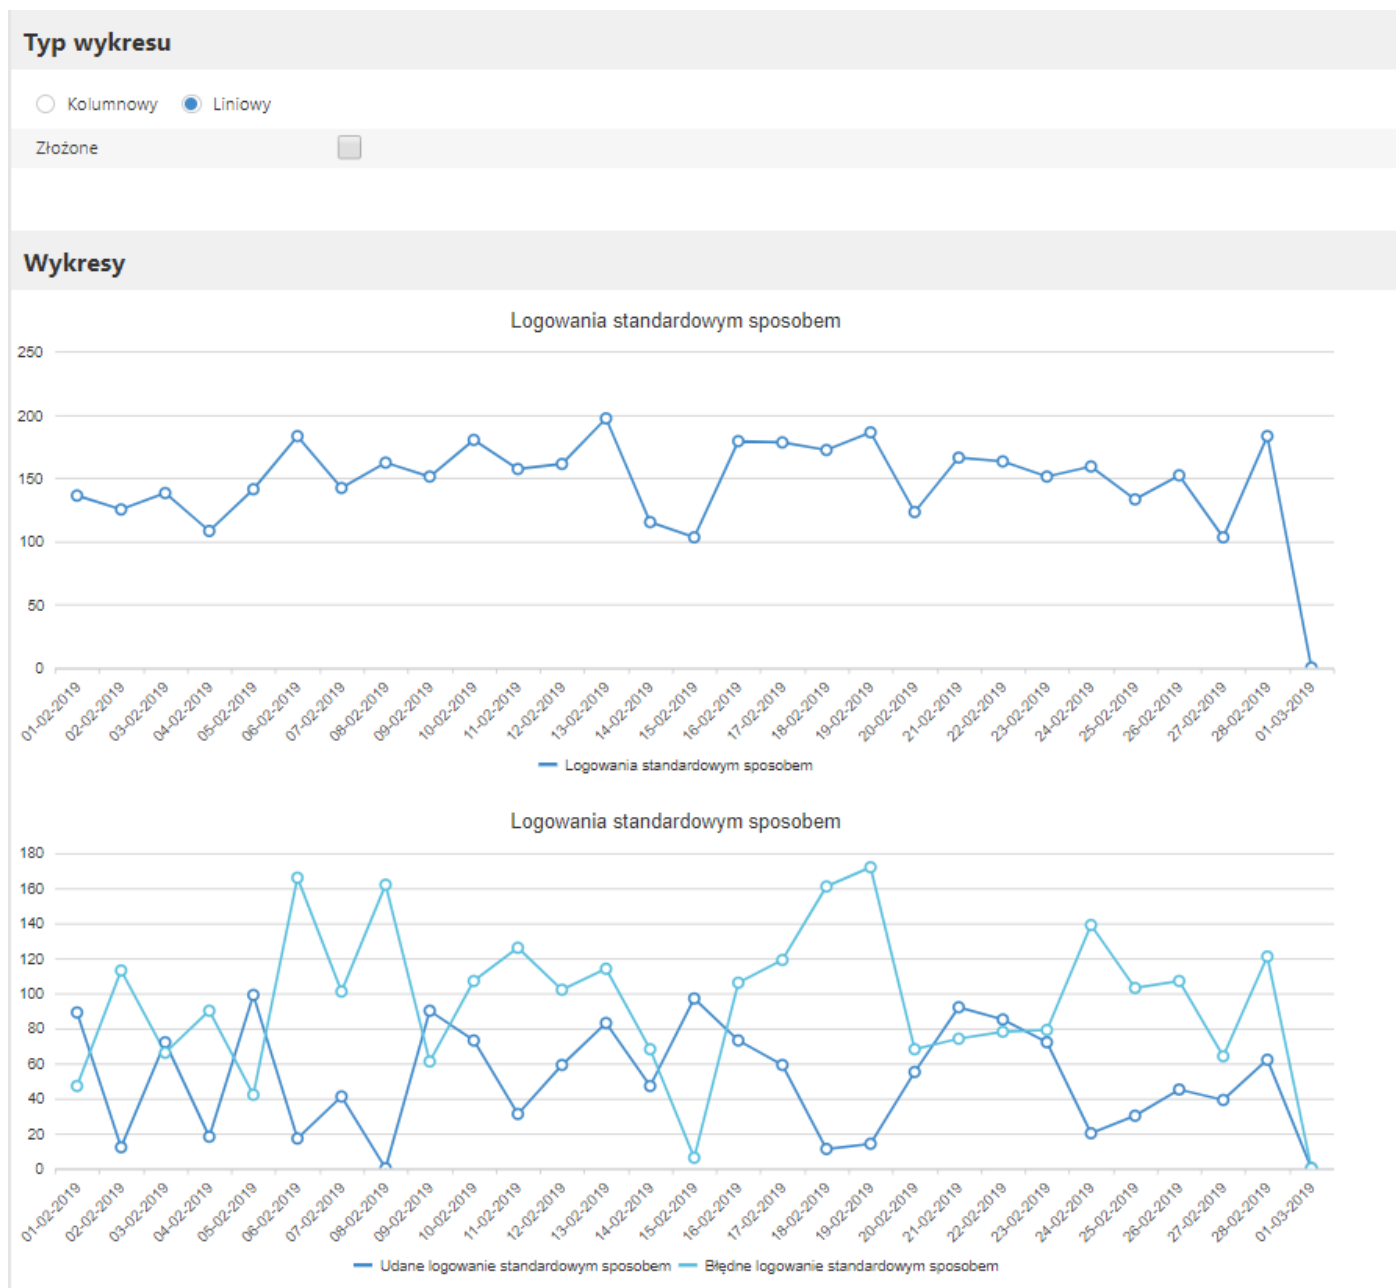 Typ wykresu
Kolumnowy Liniowy
Złożone
Wykresy
Logowania standardowym sposobem
250
200
150
100
50
0
01-02-2019 02-02-2019 03-02-2019 04-02-2019 05-02-2019 06-02-2019 07-02-2019 08-02-2019 09-02-2019 10-02-2019 11-02-2019 12-02-2019 13-02-2019 14-02-2019 15-02-2019 16-02-2019 17-02-2019 18-02-2019 19-02-2019 20-02-2019 21-02-2019 22-02-2019 23-02-2019 24-02-2019 25-02-2019 26-02-2019 27-02-2019 28-02-2019 01-03-2019
Logowania standardowym sposobem
Logowania standardowym sposobem
180
160
140
120
100
80
60
40
20
0
01-02-2019 02-02-2019 03-02-2019 04-02-2019 05-02-2019 06-02-2019 07-02-2019 08-02-2019 09-02-2019 10-02-2019 11-02-2019 12-02-2019 13-02-2019 14-02-2019 15-02-2019 16-02-2019 17-02-2019 18-02-2019 19-02-2019 20-02-2019 21-02-2019 22-02-2019 23-02-2019 24-02-2019 25-02-2019 26-02-2019 27-02-2019 28-02-2019 01-03-2019
Udane logowanie standardowym sposobem Błędne logowanie standardowym sposobem